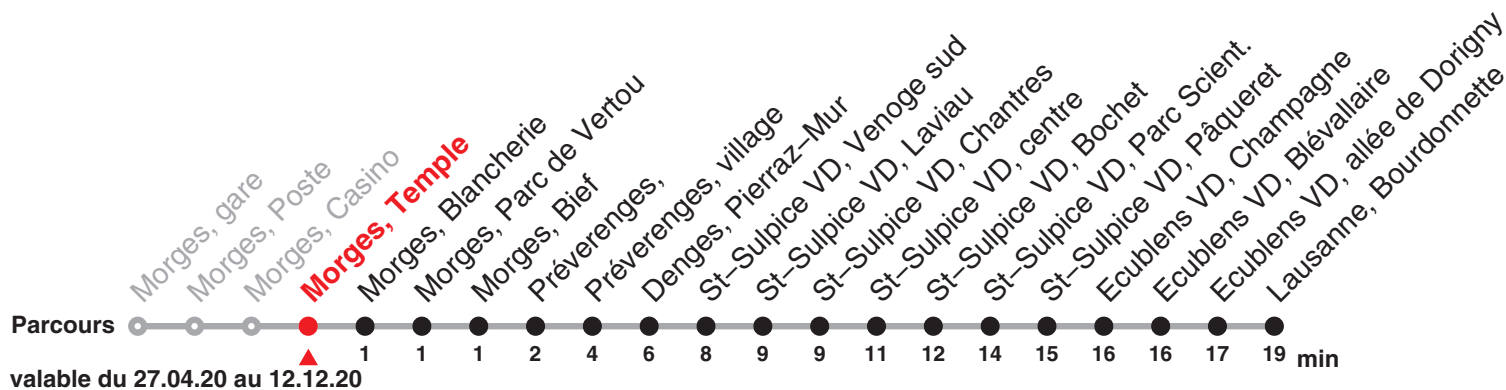 Morges, gare
Morges, Poste
Morges, Casino
Morges, Temple
Morges, Blancherie
Morges, Parc de Vertou
Morges, Bief
Préverenges,
Préverenges, village
Denges, Pierraz–Mur
St–Sulpice VD, Venoge sud
St–Sulpice VD, Laviau
St–Sulpice VD, Chantres
St–Sulpice VD, centre
St–Sulpice VD, Bochet
St–Sulpice VD, Parc Scient.
St–Sulpice VD, Pâqueret
Ecublens VD, Champagne
Ecublens VD, Blévallaire
Ecublens VD, allée de Dorigny
Lausanne, Bourdonnette
Parcours
1 1 1 2 4 6 8 9 9 11 12 14 15 16 16 17 19 min
valable du 27.04.20 au 12.12.20